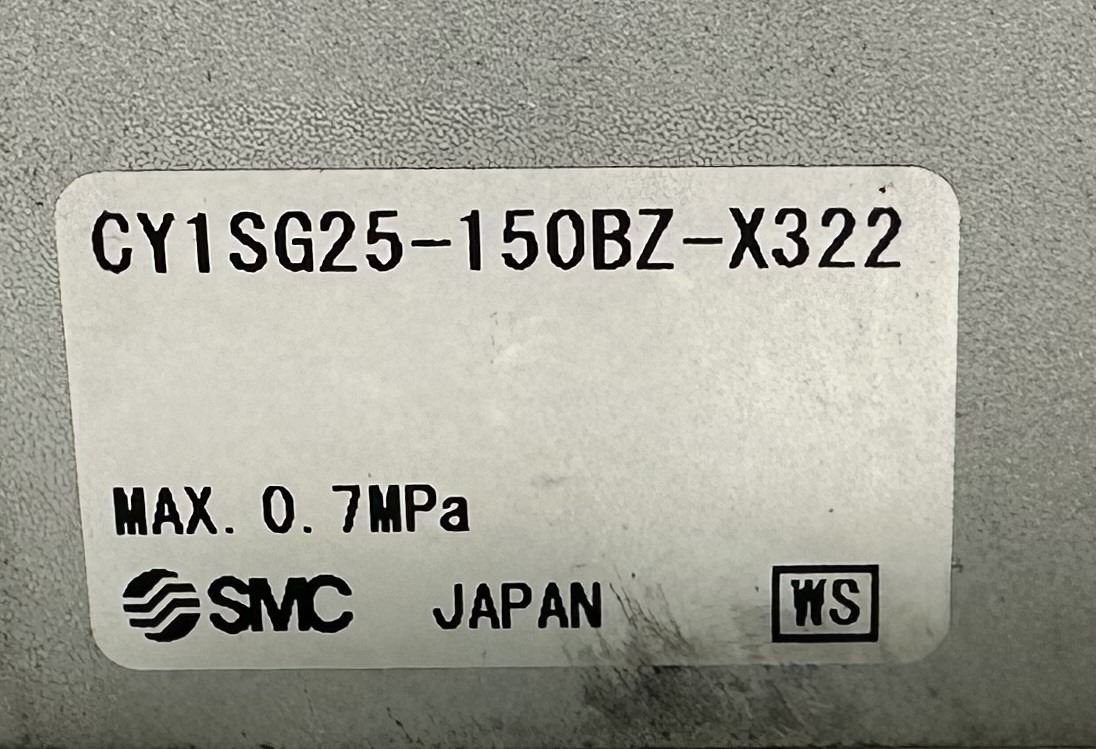 CY1SG25-150BZ-X322
MAX. 0.7MPa
SMC JAPAN WS